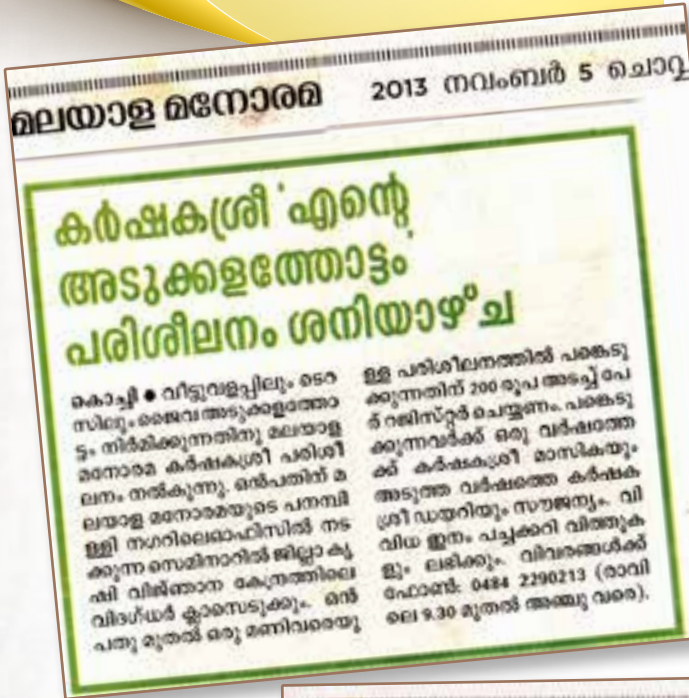 മലയാള മനോരമ 2013 നവംബർ 5 ചൊവ്വ
കർഷകശ്രീ 'എന്റെ
അടുക്കളത്തോട്ടം'
പരിശീലനം ശനിയാഴ്ച
കൊച്ചി ● വീട്ടുവളപ്പിലും ടെറ
സിലും ജൈവ അടുക്കളത്തോ
ട്ടം നിർമിക്കുന്നതിനു മലയാള
മനോരമ കർഷകശ്രീ പരിശീ
ലനം നൽകുന്നു. ഒൻപതിന് മ
ലയാള മനോരമയുടെ പനമ്പി
ള്ളി നഗറിലെഓഫിസിൽ നട
ക്കുന്ന സെമിനാറിൽ ജില്ലാ കൃ
ഷി വിജ്ഞാന കേന്ദ്രത്തിലെ
വിദഗ്ധർ ക്ലാസെടുക്കും. ഒൻ
പതു മുതൽ ഒരു മണിവരെയു
ള്ള പരിശീലനത്തിൽ പങ്കെടു
ക്കുന്നതിന് 200 രൂപ അടച്ച് പേ
ര് റജിസ്റ്റർ ചെയ്യണം. പങ്കെടു
ക്കുന്നവർക്ക് ഒരു വർഷത്തേ
ക്ക് കർഷകശ്രീ മാസികയും
അടുത്ത വർഷത്തെ കർഷക
ശ്രീ ഡയറിയും സൗജന്യം. വി
വിധ ഇനം പച്ചക്കറി വിത്തുക
ളും ലഭിക്കും. വിവരങ്ങൾക്ക്
ഫോൺ: 0484 2290213 (രാവി
ലെ 9.30 മുതൽ അഞ്ചു വരെ).